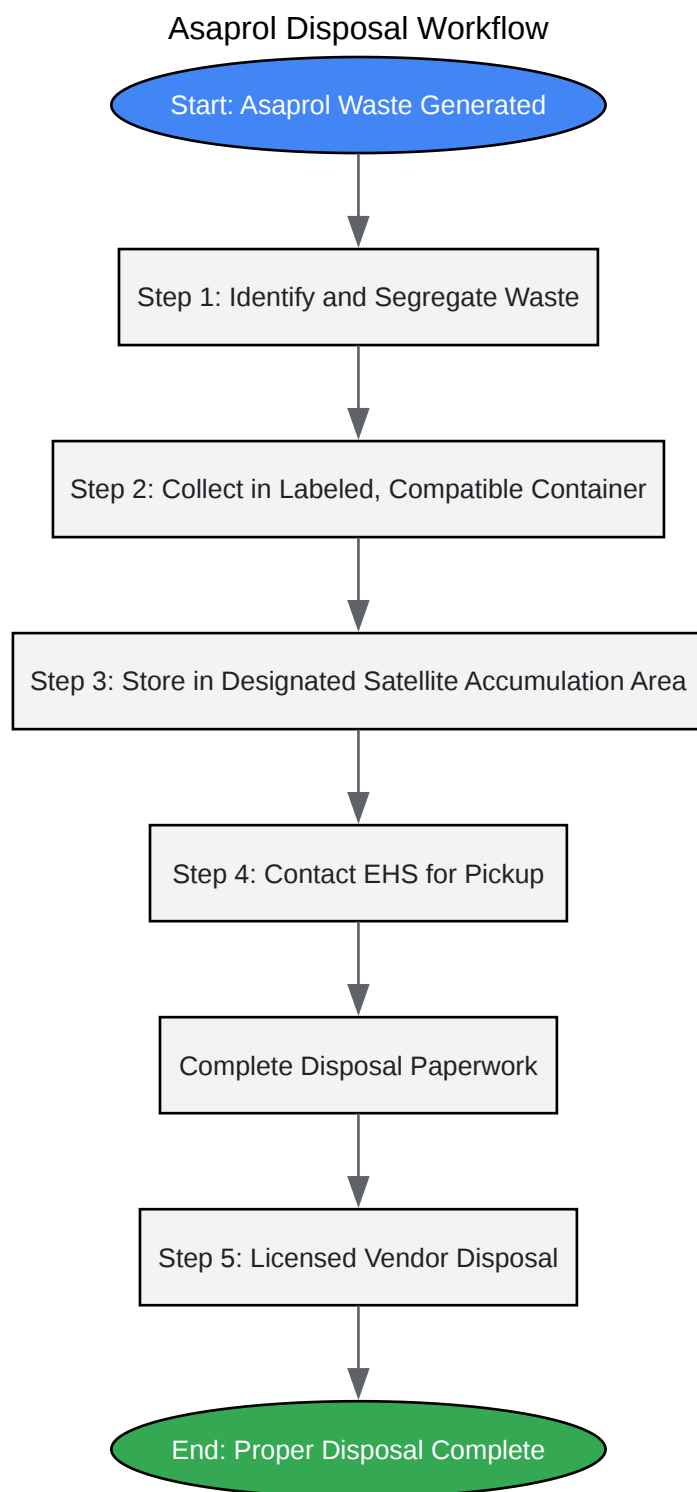 Asaprol Disposal Workflow
Start: Asaprol Waste Generated
Step 1: Identify and Segregate Waste
Step 2: Collect in Labeled, Compatible Container
Step 3: Store in Designated Satellite Accumulation Area
Step 4: Contact EHS for Pickup
Complete Disposal Paperwork
Step 5: Licensed Vendor Disposal
End: Proper Disposal Complete